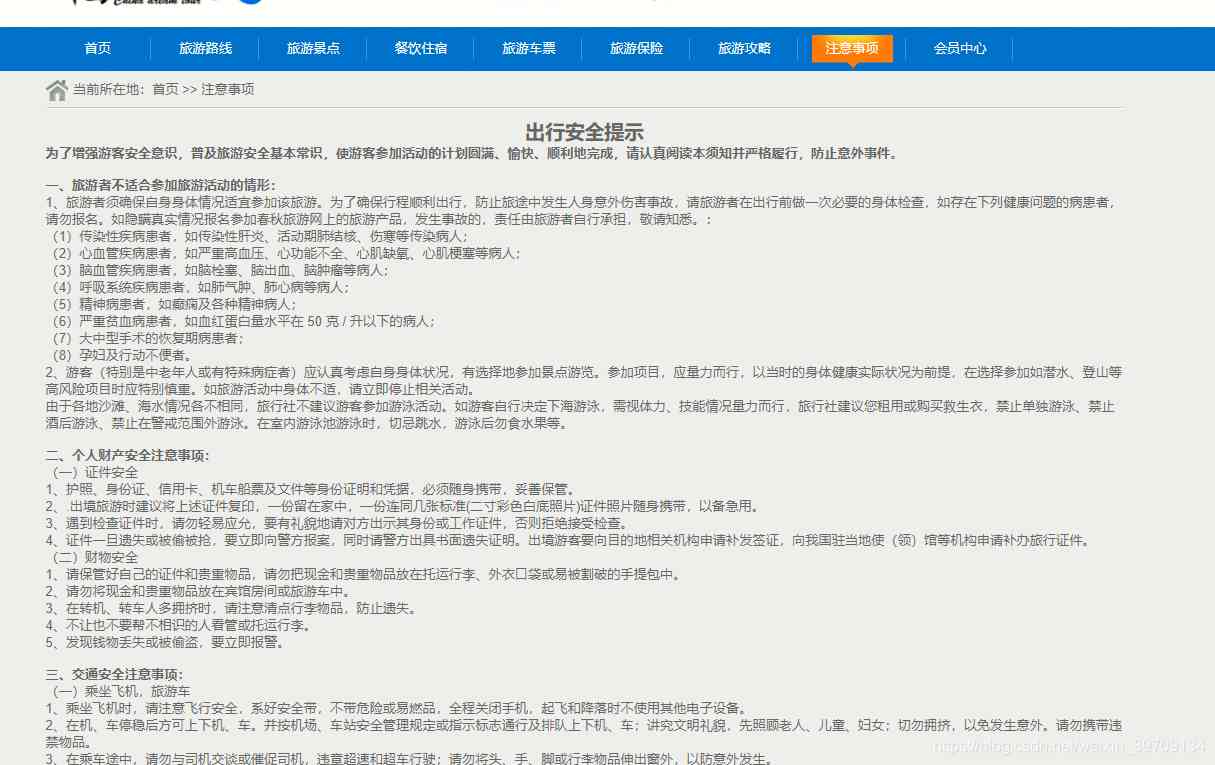 首页 旅游路线 旅游景点 餐饮住宿 旅游车票 旅游保险 旅游攻略 注意事项 会员中心
当前所在地：首页 >> 注意事项
出行安全提示
为了增强游客安全意识，普及旅游安全基本常识，使游客参加活动的计划圆满、愉快、顺利地完成，请认真阅读本须知并严格履行，防止意外事件。
一、旅游者不适合参加旅游活动的情形：
1、旅游者须确保自身身体情况适宜参加该旅游。为了确保行程顺利出行，防止旅途中发生人身意外伤害事故，请旅游者在出行前做一次必要的身体检查，如存在下列健康问题的病患者，
请勿报名。如隐瞒真实情况报名参加春秋旅游网上的旅游产品，发生事故的，责任由旅游者自行承担，敬请知悉。：
（1）传染性疾病患者，如传染性肝炎、活动期肺结核、伤寒等传染病人；
（2）心血管疾病患者，如严重高血压、心功能不全、心肌缺氧、心肌梗塞等病人；
（3）脑血管疾病患者，如脑栓塞、脑出血、脑肿瘤等病人；
（4）呼吸系统疾病患者，如肺气肿、肺心病等病人；
（5）精神病患者，如癫痫及各种精神病人；
（6）严重贫血病患者，如血红蛋白量水平在 50 克 / 升以下的病人；
（7）大中型手术的恢复期病患者；
（8）孕妇及行动不便者。
2、游客（特别是中老年人或有特殊病症者）应认真考虑自身身体状况，有选择地参加景点游览。参加项目，应量力而行，以当时的身体健康实际状况为前提，在选择参加如潜水、登山等
高风险项目时应特别慎重。如旅游活动中身体不适，请立即停止相关活动。
由于各地沙滩、海水情况各不相同，旅行社不建议游客参加游泳活动。如游客自行决定下海游泳，需视体力、技能情况量力而行，旅行社建议您租用或购买救生衣，禁止单独游泳、禁止
酒后游泳、禁止在警戒范围外游泳。在室内游泳池游泳时，切忌跳水，游泳后勿食水果等。
二、个人财产安全注意事项：
（一）证件安全
1、护照、身份证、信用卡、机车船票及文件等身份证明和凭据，必须随身携带，妥善保管。
2、 出境旅游时建议将上述证件复印，一份留在家中，一份连同几张标准(二寸彩色白底照片)证件照片随身携带，以备急用。
3、遇到检查证件时，请勿轻易应允，要有礼貌地请对方出示其身份或工作证件，否则拒绝接受检查。
4、证件一旦遗失或被偷被抢，要立即向警方报案，同时请警方出具书面遗失证明。出境游客要向目的地相关机构申请补发签证，向我国驻当地使（领）馆等机构申请补办旅行证件。
（二）财物安全
1、请保管好自己的证件和贵重物品，请勿把现金和贵重物品放在托运行李、外衣口袋或易被割破的手提包中。
2、请勿将现金和贵重物品放在宾馆房间或旅游车中。
3、在转机、转车人多拥挤时，请注意清点行李物品，防止遗失。
4、不让也不要帮不相识的人看管或托运行李。
5、发现钱物丢失或被偷盗，要立即报警。
三、交通安全注意事项：
（一）乘坐飞机，旅游车
1、乘坐飞机时，请注意飞行安全，系好安全带，不带危险或易燃品，全程关闭手机，起飞和降落时不使用其他电子设备。
2、在机、车停稳后方可上下机、车。并按机场、车站安全管理规定或指示标志通行及排队上下机、车；讲究文明礼貌，先照顾老人、儿童、妇女；切勿拥挤，以免发生意外。请勿携带违
禁物品。
3、在乘车途中，请勿与司机交谈或催促司机，违章超速和超车行驶；请勿将头、手、脚或行李物品伸出窗外，以防意外发生。
https://blog.csdn.net/weixin_39709134